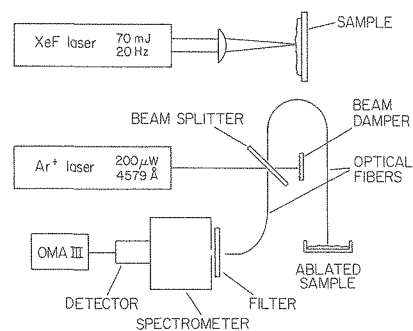 XeF laser 70 mJ
20 Hz
SAMPLE
BEAM SPLITTER
BEAM
DAMPER
Ar+ laser 200 μW
4579 Å
OPTICAL
FIBERS
OMA III
ABLATED
SAMPLE
DETECTOR
FILTER
SPECTROMETER